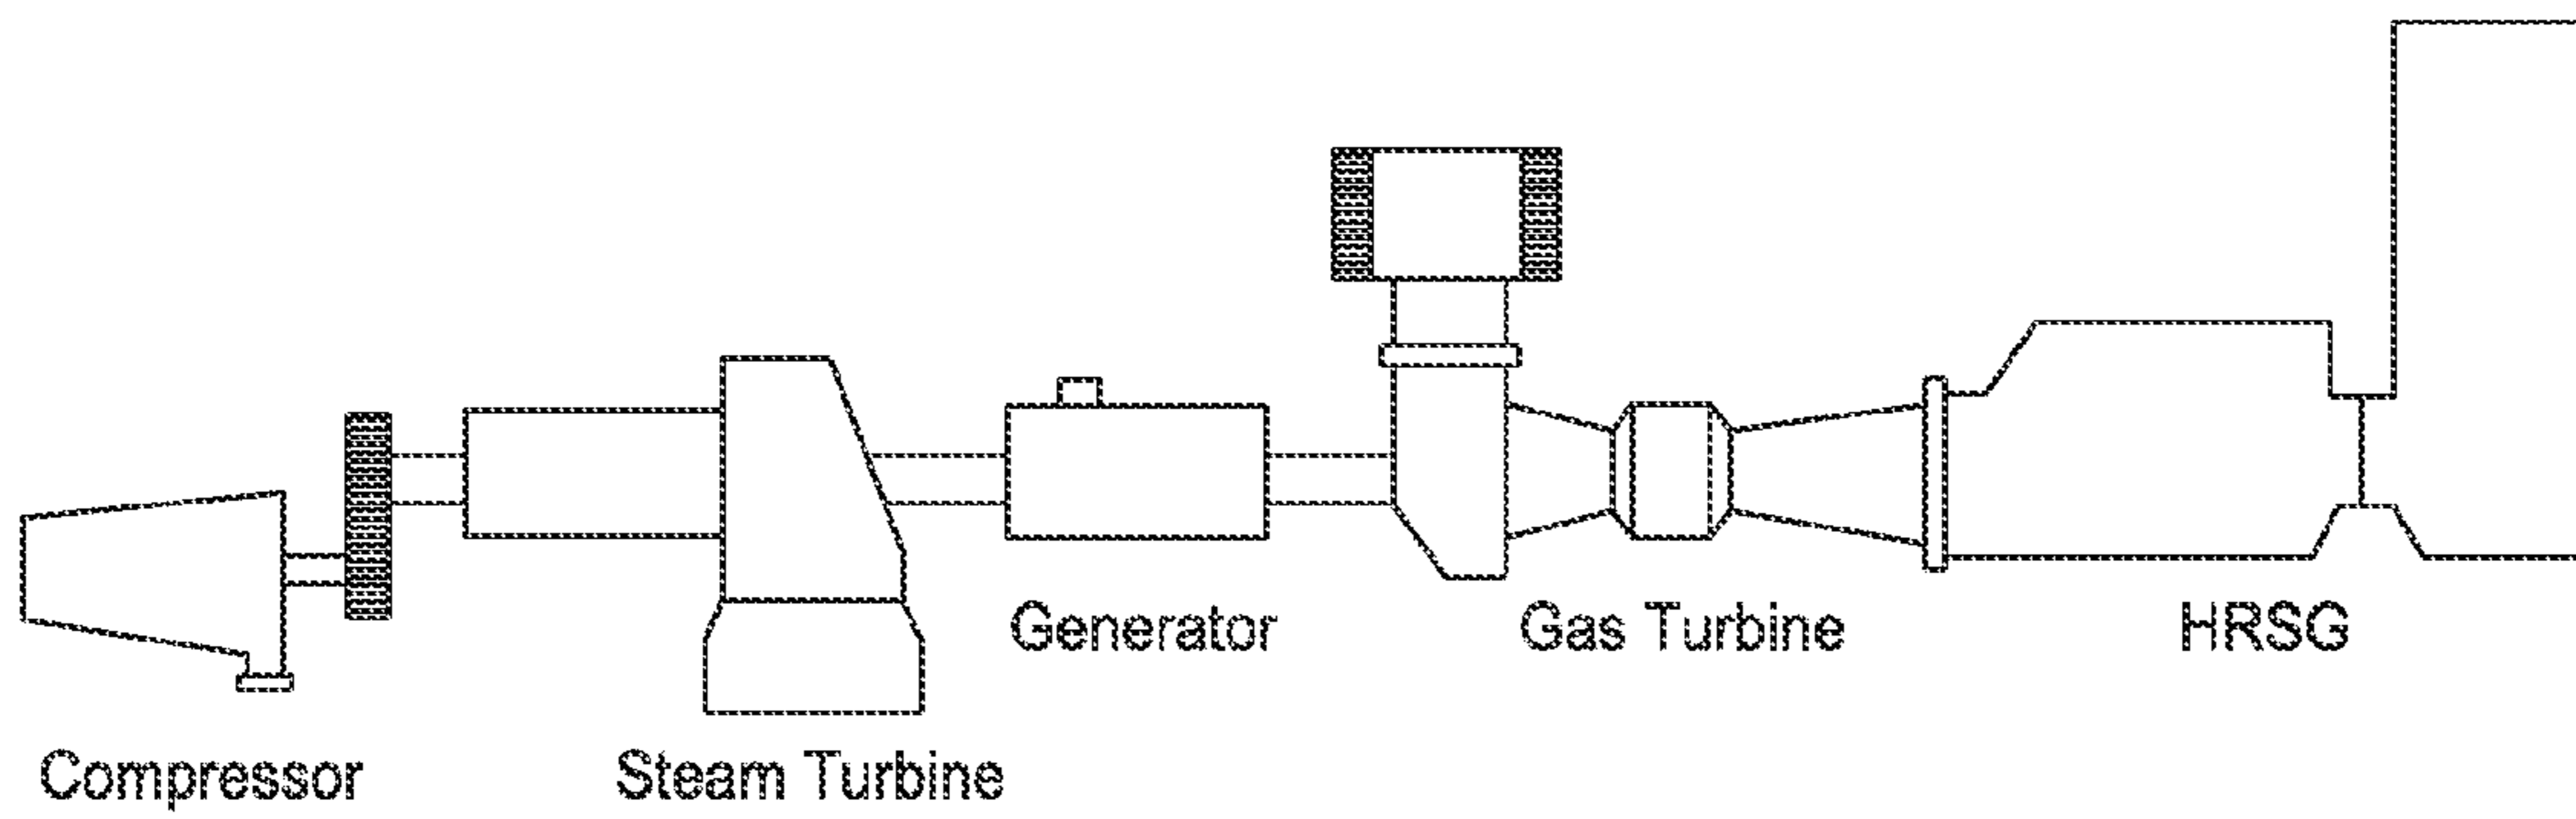 Generator
Gas Turbine
HRSG
Compressor
Steam Turbine